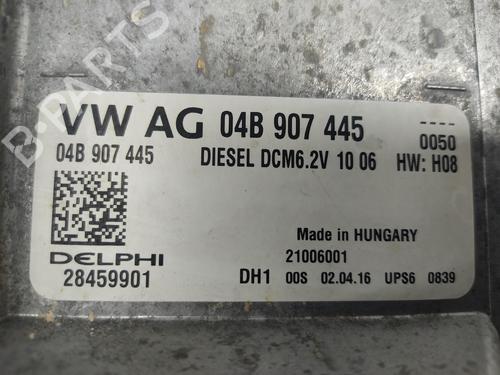 VW AG 04B 907 445
----
0050
04B 907 445 DIESEL DCM6.2V 10 06 HW: H08
Made in HUNGARY
DELPHI 21006001
28459901 DH1 00S 02.04.16 UPS6 0839
B-PARTS